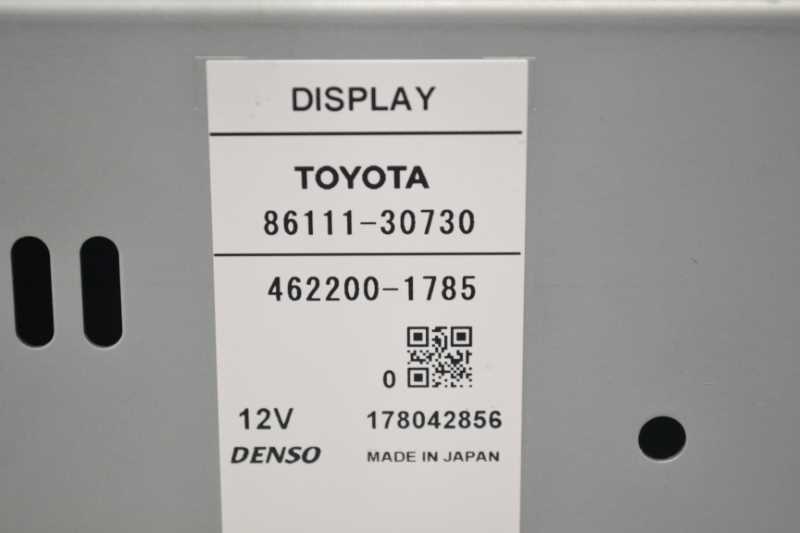 DISPLAY
TOYOTA
86111-30730
462200-1785
0
12V 178042856
DENSO MADE IN JAPAN